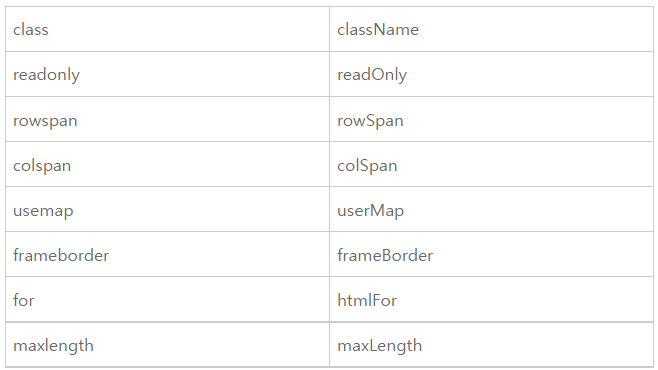 class className
readonly readOnly
rowspan rowSpan
colspan colSpan
usemap userMap
frameborder frameBorder
for htmlFor
maxlength maxLength